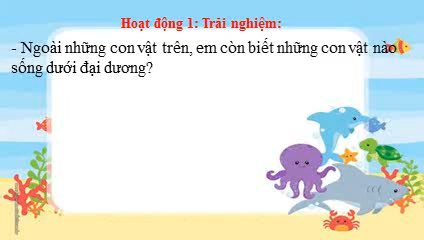 Hoạt động 1: Trải nghiệm:
- Ngoài những con vật trên, em còn biết những con vật nào
sống dưới đại dương?